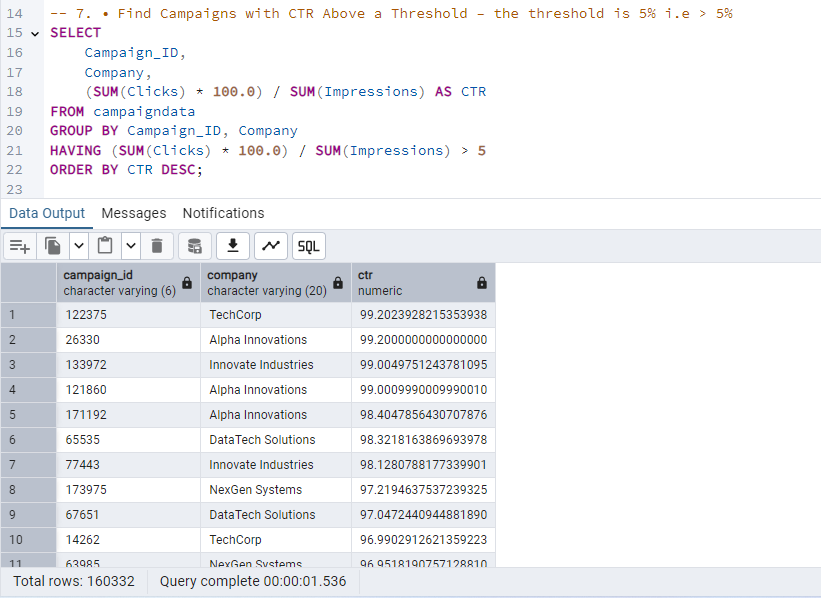 14 -- 7. • Find Campaigns with CTR Above a Threshold – the threshold is 5% i.e > 5%
15 SELECT
16 Campaign_ID,
17 Company,
18 (SUM(Clicks) * 100.0) / SUM(Impressions) AS CTR
19 FROM campaigndata
20 GROUP BY Campaign_ID, Company
21 HAVING (SUM(Clicks) * 100.0) / SUM(Impressions) > 5
22 ORDER BY CTR DESC;
23
Data Output Messages Notifications
SQL
campaign_id company ctr
character varying (6) character varying (20) numeric
1 122375 TechCorp 99.2023928215353938
2 26330 Alpha Innovations 99.2000000000000000
3 133972 Innovate Industries 99.0049751243781095
4 121860 Alpha Innovations 99.0009990009990010
5 171192 Alpha Innovations 98.4047856430707876
6 65535 DataTech Solutions 98.3218163869693978
7 77443 Innovate Industries 98.1280788177339901
8 173975 NexGen Systems 97.2194637537239325
9 67651 DataTech Solutions 97.0472440944881890
10 14262 TechCorp 96.9902912621359223
11 63985 NexGen Systems 96.9518190757128810
Total rows: 160332 Query complete 00:00:01.536